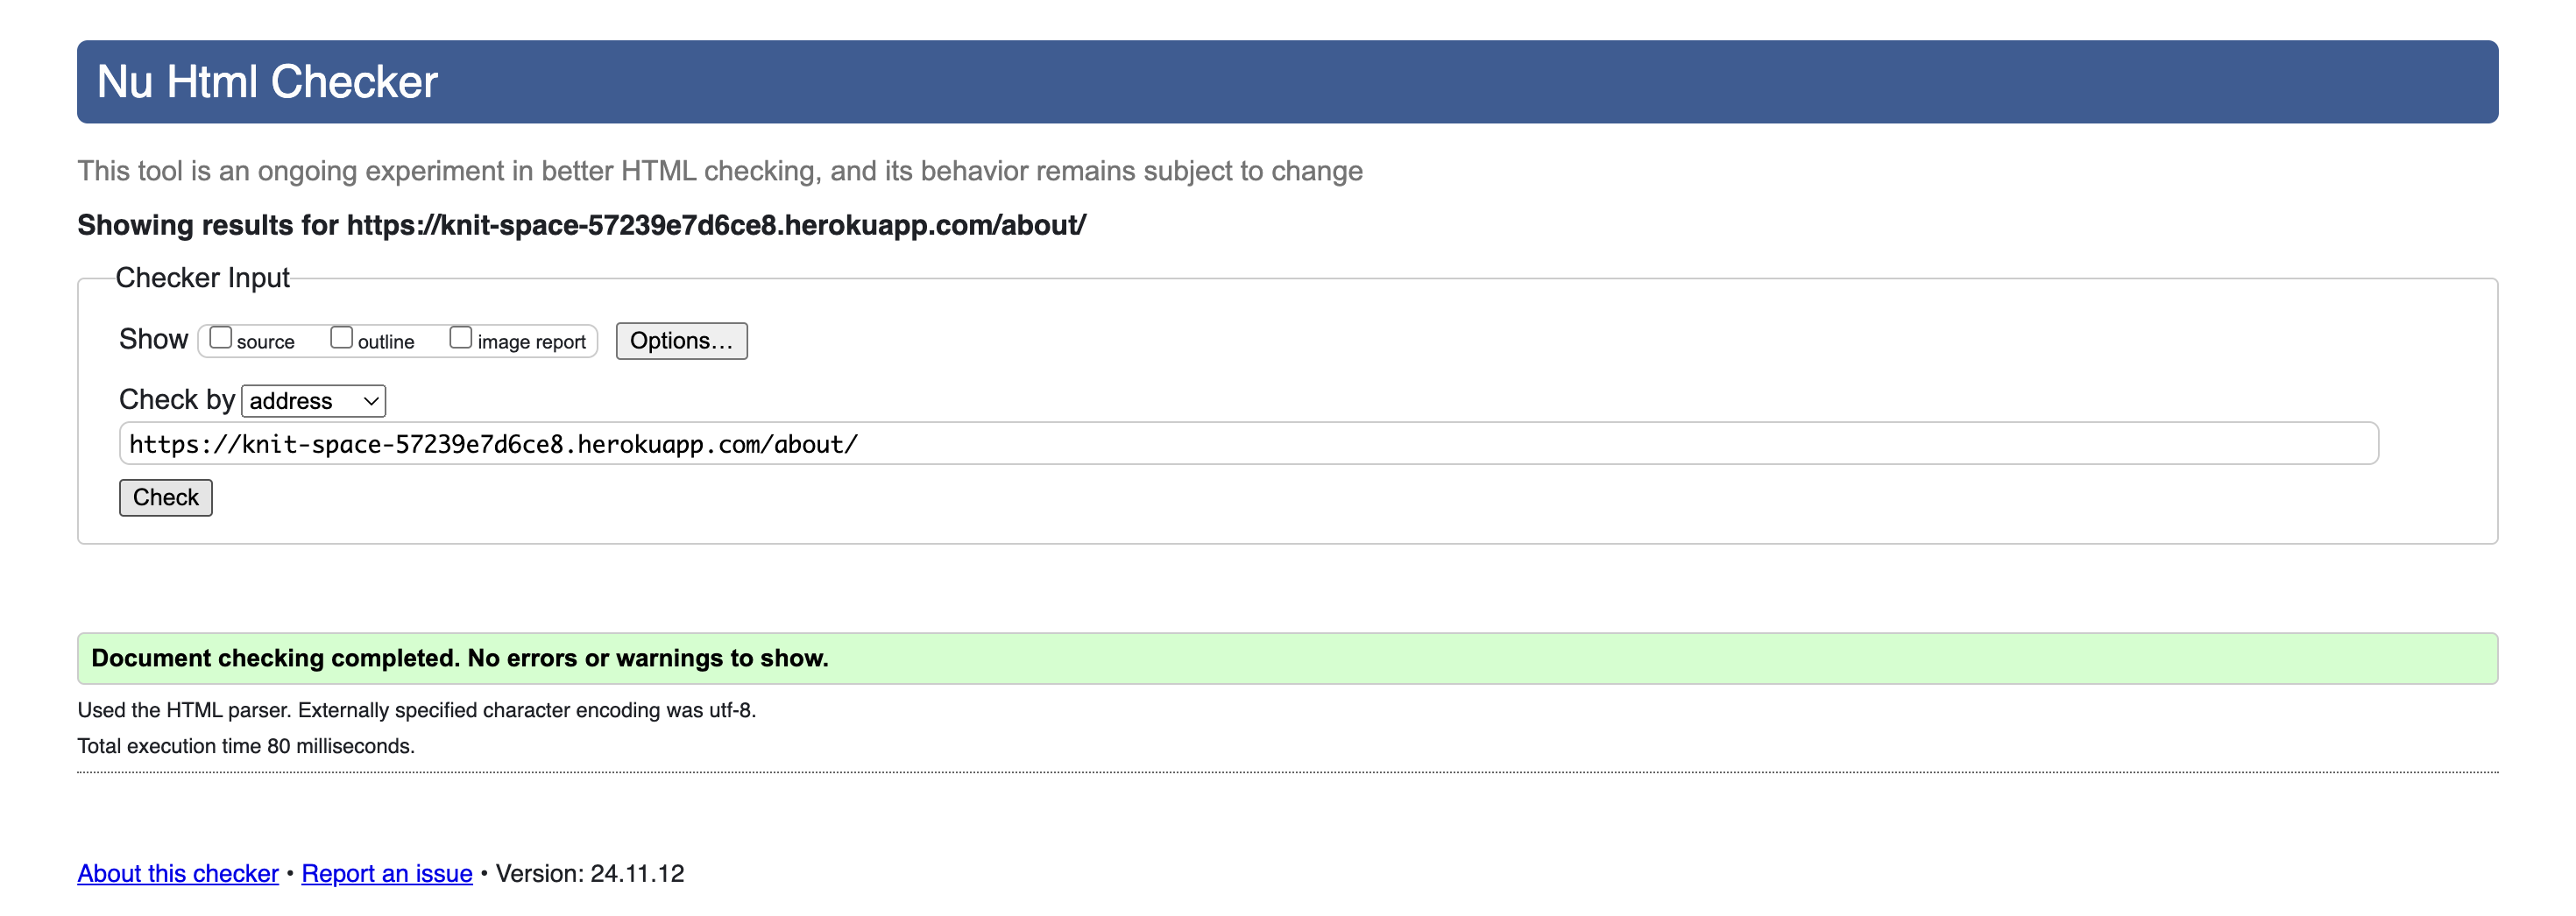 Nu Html Checker
This tool is an ongoing experiment in better HTML checking, and its behavior remains subject to change
Showing results for https://knit-space-57239e7d6ce8.herokuapp.com/about/
Checker Input
Show source outline image report Options...
Check by address
https://knit-space-57239e7d6ce8.herokuapp.com/about/
Check
Document checking completed. No errors or warnings to show.
Used the HTML parser. Externally specified character encoding was utf-8.
Total execution time 80 milliseconds.
About this checker • Report an issue • Version: 24.11.12